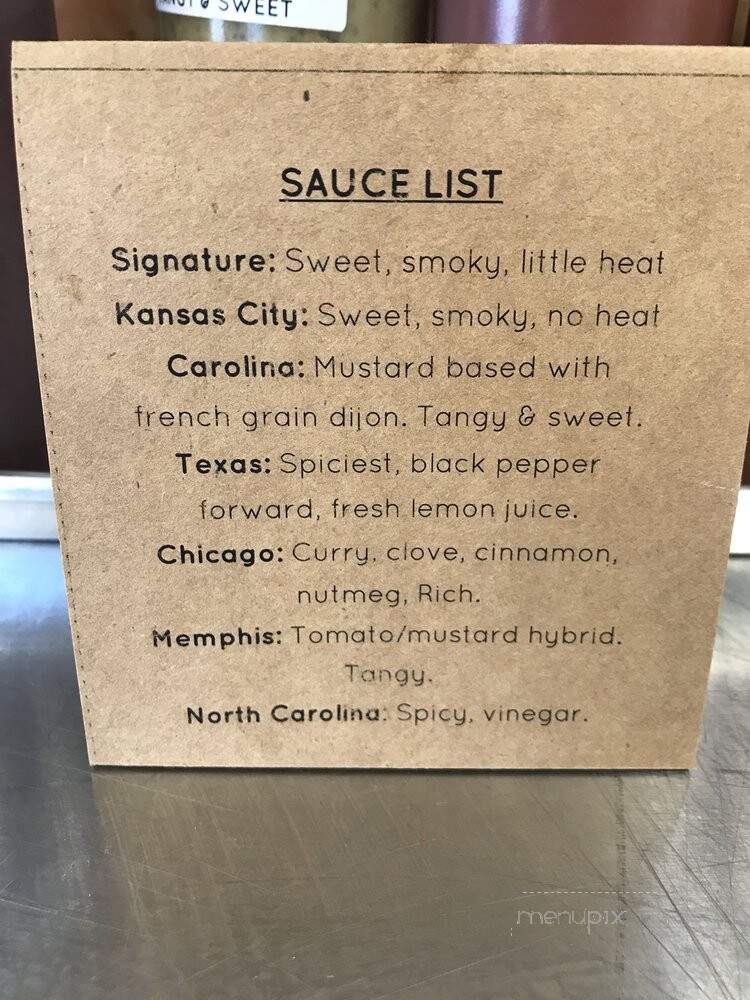 & SWEET
SAUCE LIST
Signature: Sweet, smoky, little heat
Kansas City: Sweet, smoky, no heat
Carolina: Mustard based with
french grain dijon. Tangy & sweet.
Texas: Spiciest, black pepper
forward, fresh lemon juice.
Chicago: Curry, clove, cinnamon,
nutmeg, Rich.
Memphis: Tomato/mustard hybrid.
Tangy.
North Carolina: Spicy, vinegar.
menupix